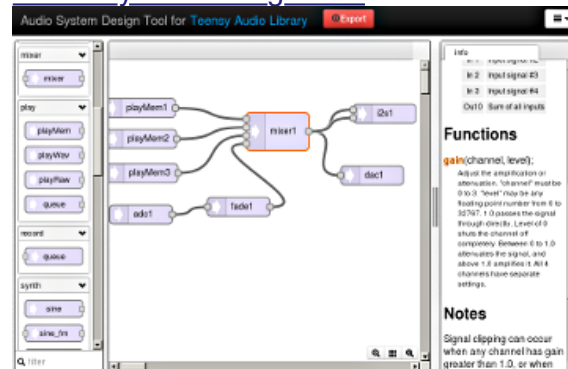 Audio System Design Tool for Teensy Audio Library
Export
mixer
mixer
play
playMem
playWav
playRaw
queue
record
queue
synth
sine
sine_fm
filter
playMem1
playMem2
playMem3
adc1
fade1
mixer1
i2s1
dac1
info
In 1 Input signal #2
In 2 Input signal #3
In 3 Input signal #4
Out 0 Sum of all inputs
Functions
gain(channel, level);
Adjust the amplification or
attenuation. "channel" must be
0 to 3. "level" may be any
floating point number from 0 to
32767. 1.0 passes the signal
through directly. Level of 0
shuts the channel off
completely. Between 0 to 1.0
attenuates the signal, and
above 1.0 amplifies it. All 4
channels have separate
settings.
Notes
Signal clipping can occur
when any channel has gain
greater than 1.0, or when